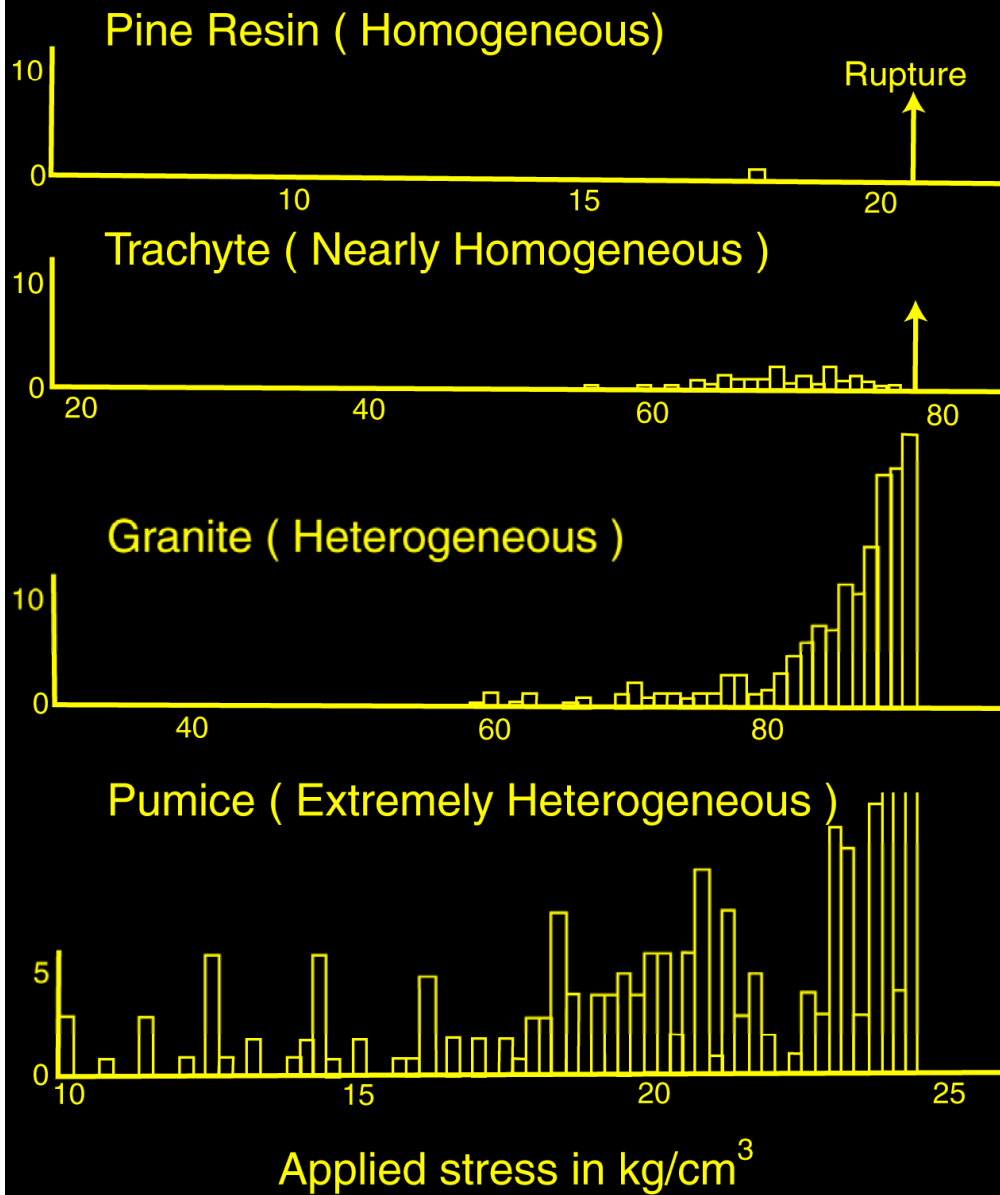 Pine Resin ( Homogeneous)
10
Rupture
0
10 15 20
Trachyte ( Nearly Homogeneous )
10
0
20 40 60 80
Granite ( Heterogeneous )
10
0
40 60 80
Pumice ( Extremely Heterogeneous )
5
0
10 15 20 25
Applied stress in kg/cm³